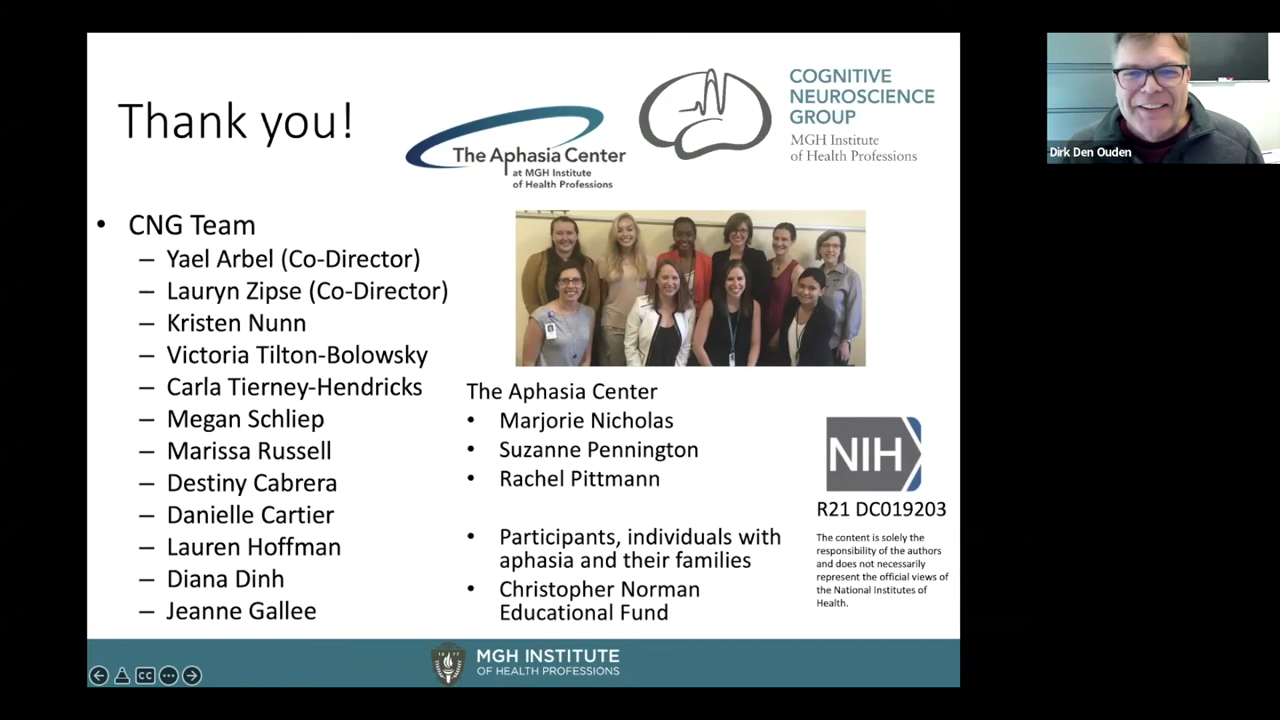 Thank you!
The Aphasia Center
at MGH Institute
of Health Professions
COGNITIVE
NEUROSCIENCE
GROUP
MGH Institute
of Health Professions
Dirk Den Ouden
• CNG Team
– Yael Arbel (Co-Director)
– Lauryn Zipse (Co-Director)
– Kristen Nunn
– Victoria Tilton-Bolowsky
– Carla Tierney-Hendricks
– Megan Schliep
– Marissa Russell
– Destiny Cabrera
– Danielle Cartier
– Lauren Hoffman
– Diana Dinh
– Jeanne Gallee
The Aphasia Center
• Marjorie Nicholas
• Suzanne Pennington
• Rachel Pittmann
• Participants, individuals with
aphasia and their families
• Christopher Norman
Educational Fund
NIH
R21 DC019203
The content is solely the
responsibility of the authors
and does not necessarily
represent the official views of
the National Institutes of
Health.
CC
1977
MGH INSTITUTE
OF HEALTH PROFESSIONS